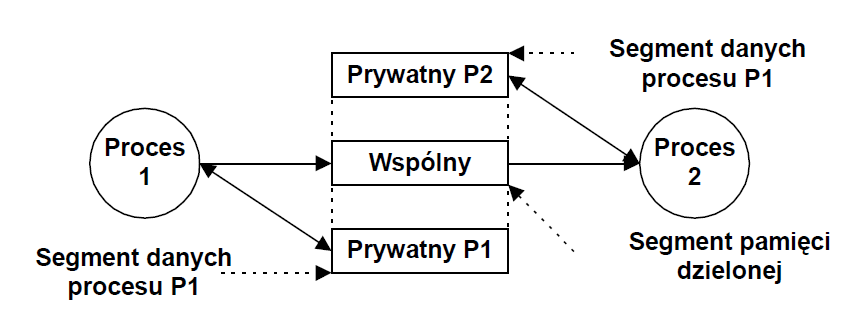 Segment danych
procesu P1
Prywatny P2
Proces
1
Wspólny
Proces
2
Prywatny P1
Segment danych
procesu P1
Segment pamięci
dzielonej